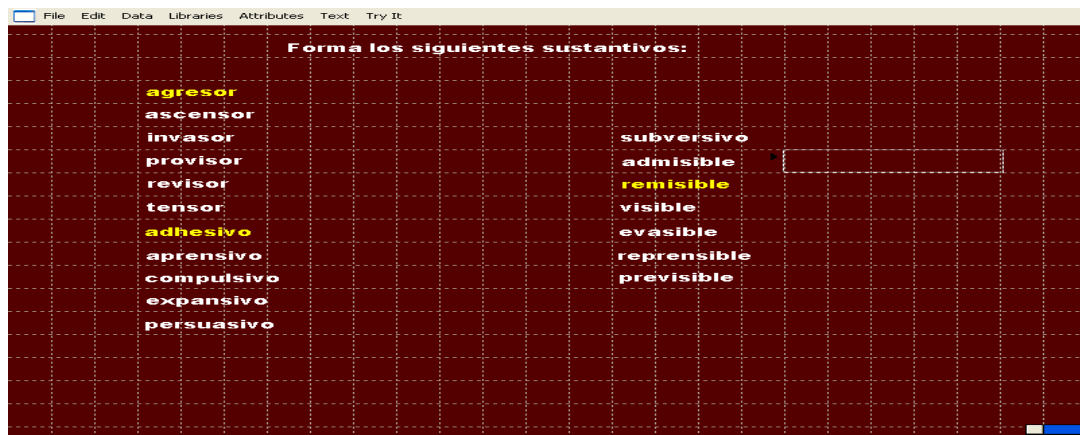 File Edit Data Libraries Attributes Text Try It
Forma los siguientes sustantivos:
agresor
ascensor
invasor
provisor
revisor
tensor
adhesivo
aprensivo
compulsivo
expansivo
persuasivo
subversivo
admisible
remisible
visible
evasible
reprensible
previsible